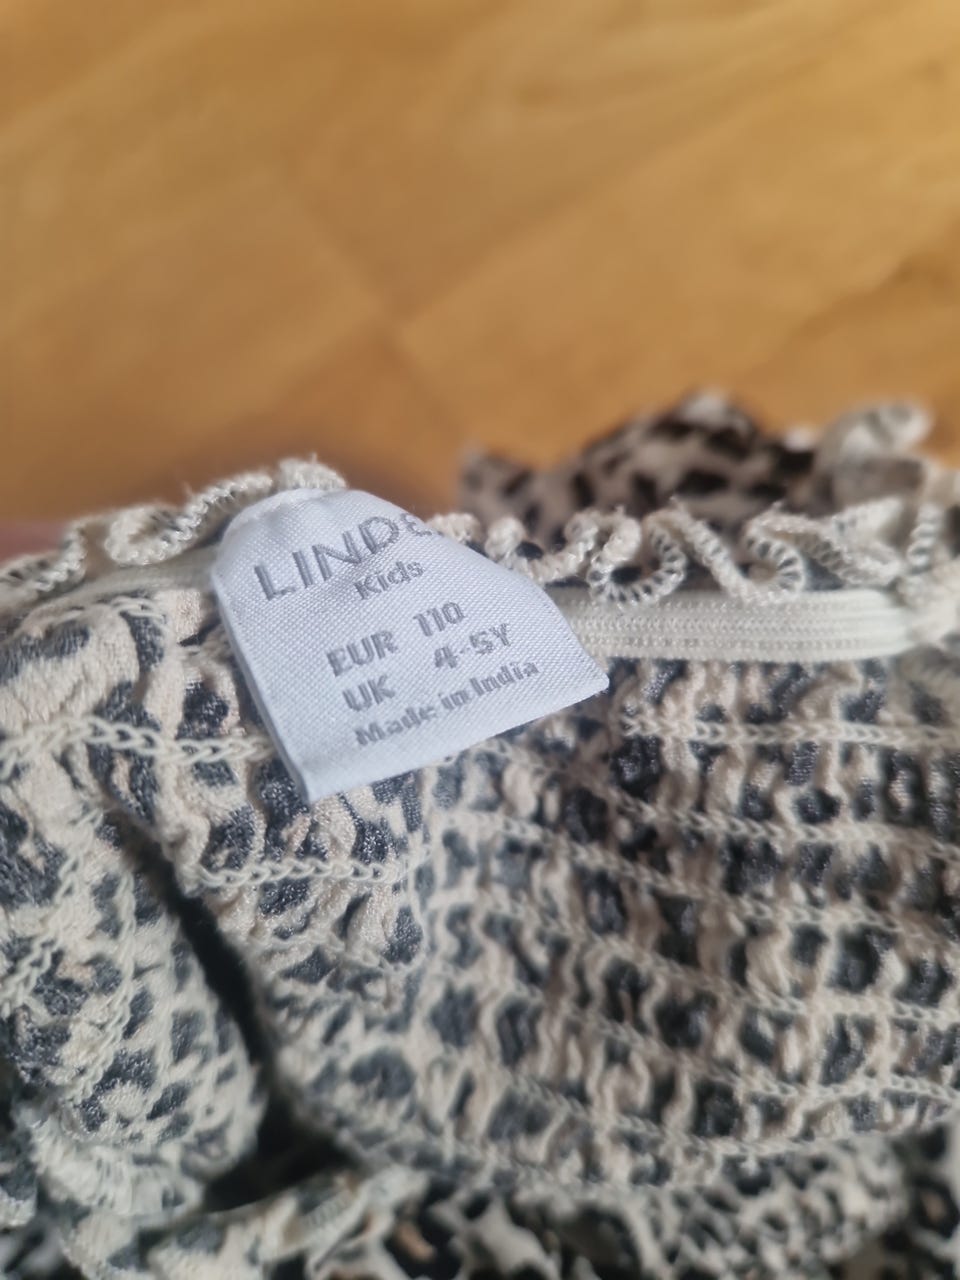 LINDE
Kids
EUR 110
UK 4-5Y
Made in India